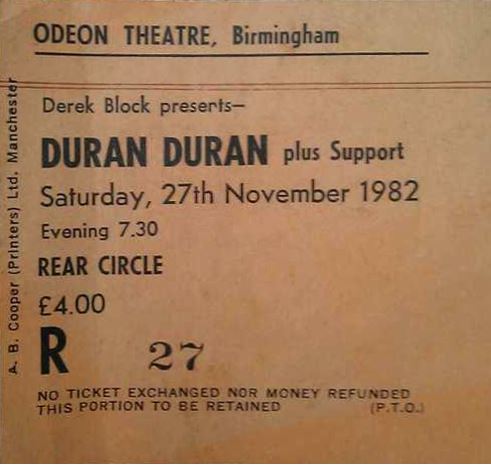 ODEON THEATRE, Birmingham
Derek Block presents—
DURAN DURAN plus Support
Saturday, 27th November 1982
Evening 7.30
REAR CIRCLE
£4.00
R 27
NO TICKET EXCHANGED NOR MONEY REFUNDED
THIS PORTION TO BE RETAINED (P.T.O.)
A. B. Cooper (Printers) Ltd. Manchester